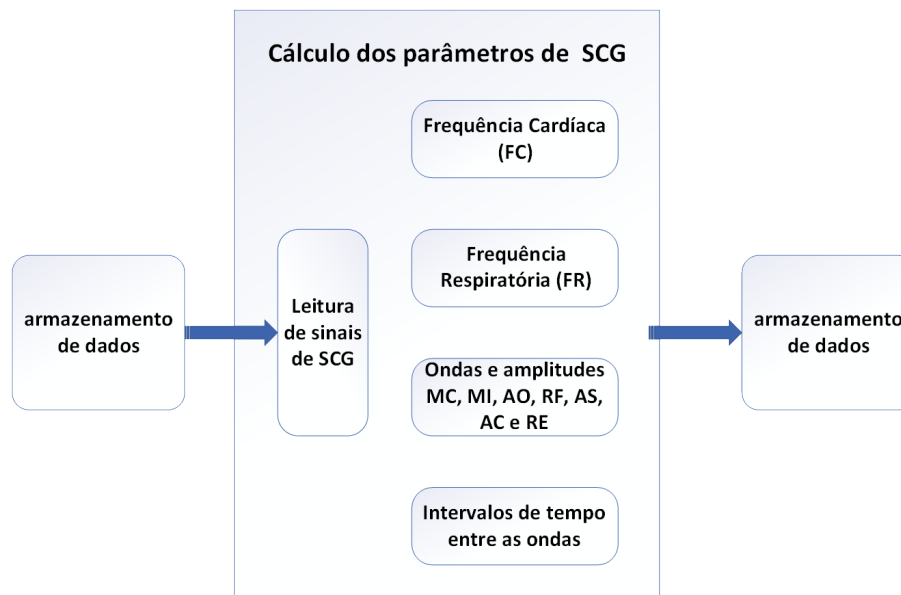 Cálculo dos parâmetros de SCG
Frequência Cardíaca
(FC)
Frequência
Respiratória (FR)
armazenamento
de dados
Leitura
de sinais
de SCG
armazenamento
de dados
Ondas e amplitudes
MC, MI, AO, RF, AS,
AC e RE
Intervalos de tempo
entre as ondas